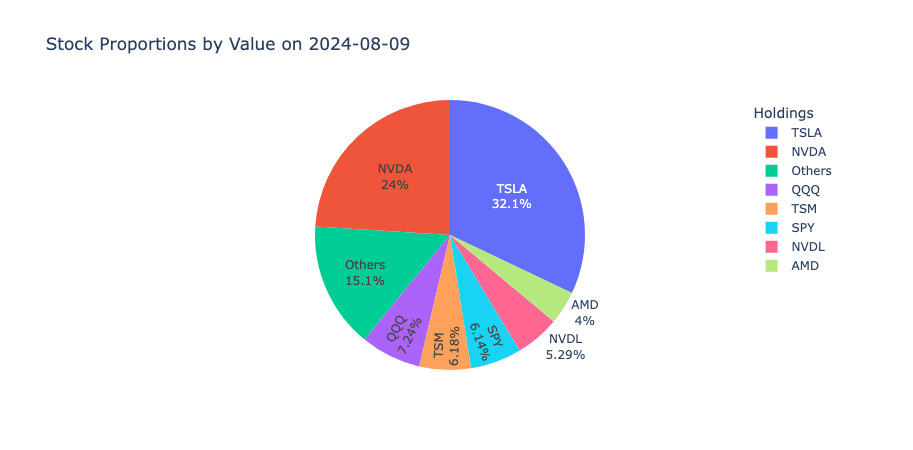 Stock Proportions by Value on 2024-08-09
TSLA
32.1%
NVDA
24%
Others
15.1%
QQQ
7.24%
TSM
6.18%
SPY
6.14%
NVDL
5.29%
AMD
4%
Holdings
TSLA
NVDA
Others
QQQ
TSM
SPY
NVDL
AMD